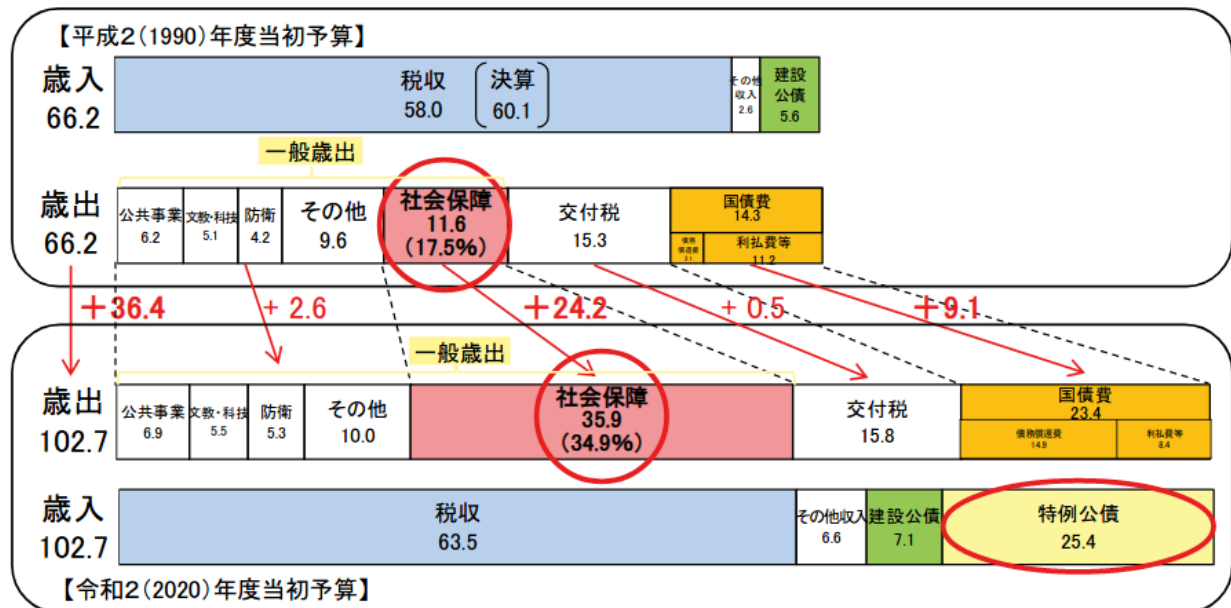 【平成2(1990)年度当初予算】
歳入
66.2
税収
58.0
決算
60.1
その他
収入
2.6
建設
公債
5.6
一般歳出
歳出
66.2
公共事業
6.2
文教・科技
5.1
防衛
4.2
その他
9.6
社会保障
11.6
(17.5%)
交付税
15.3
国債費
14.3
債務
償還費
3.1
利払費等
11.2
+36.4
+ 2.6
+24.2
+ 0.5
+9.1
一般歳出
歳出
102.7
公共事業
6.9
文教・科技
5.5
防衛
5.3
その他
10.0
社会保障
35.9
(34.9%)
交付税
15.8
国債費
23.4
債務償還費
14.9
利払費等
8.4
歳入
102.7
税収
63.5
その他収入
6.6
建設公債
7.1
特例公債
25.4
【令和2(2020)年度当初予算】